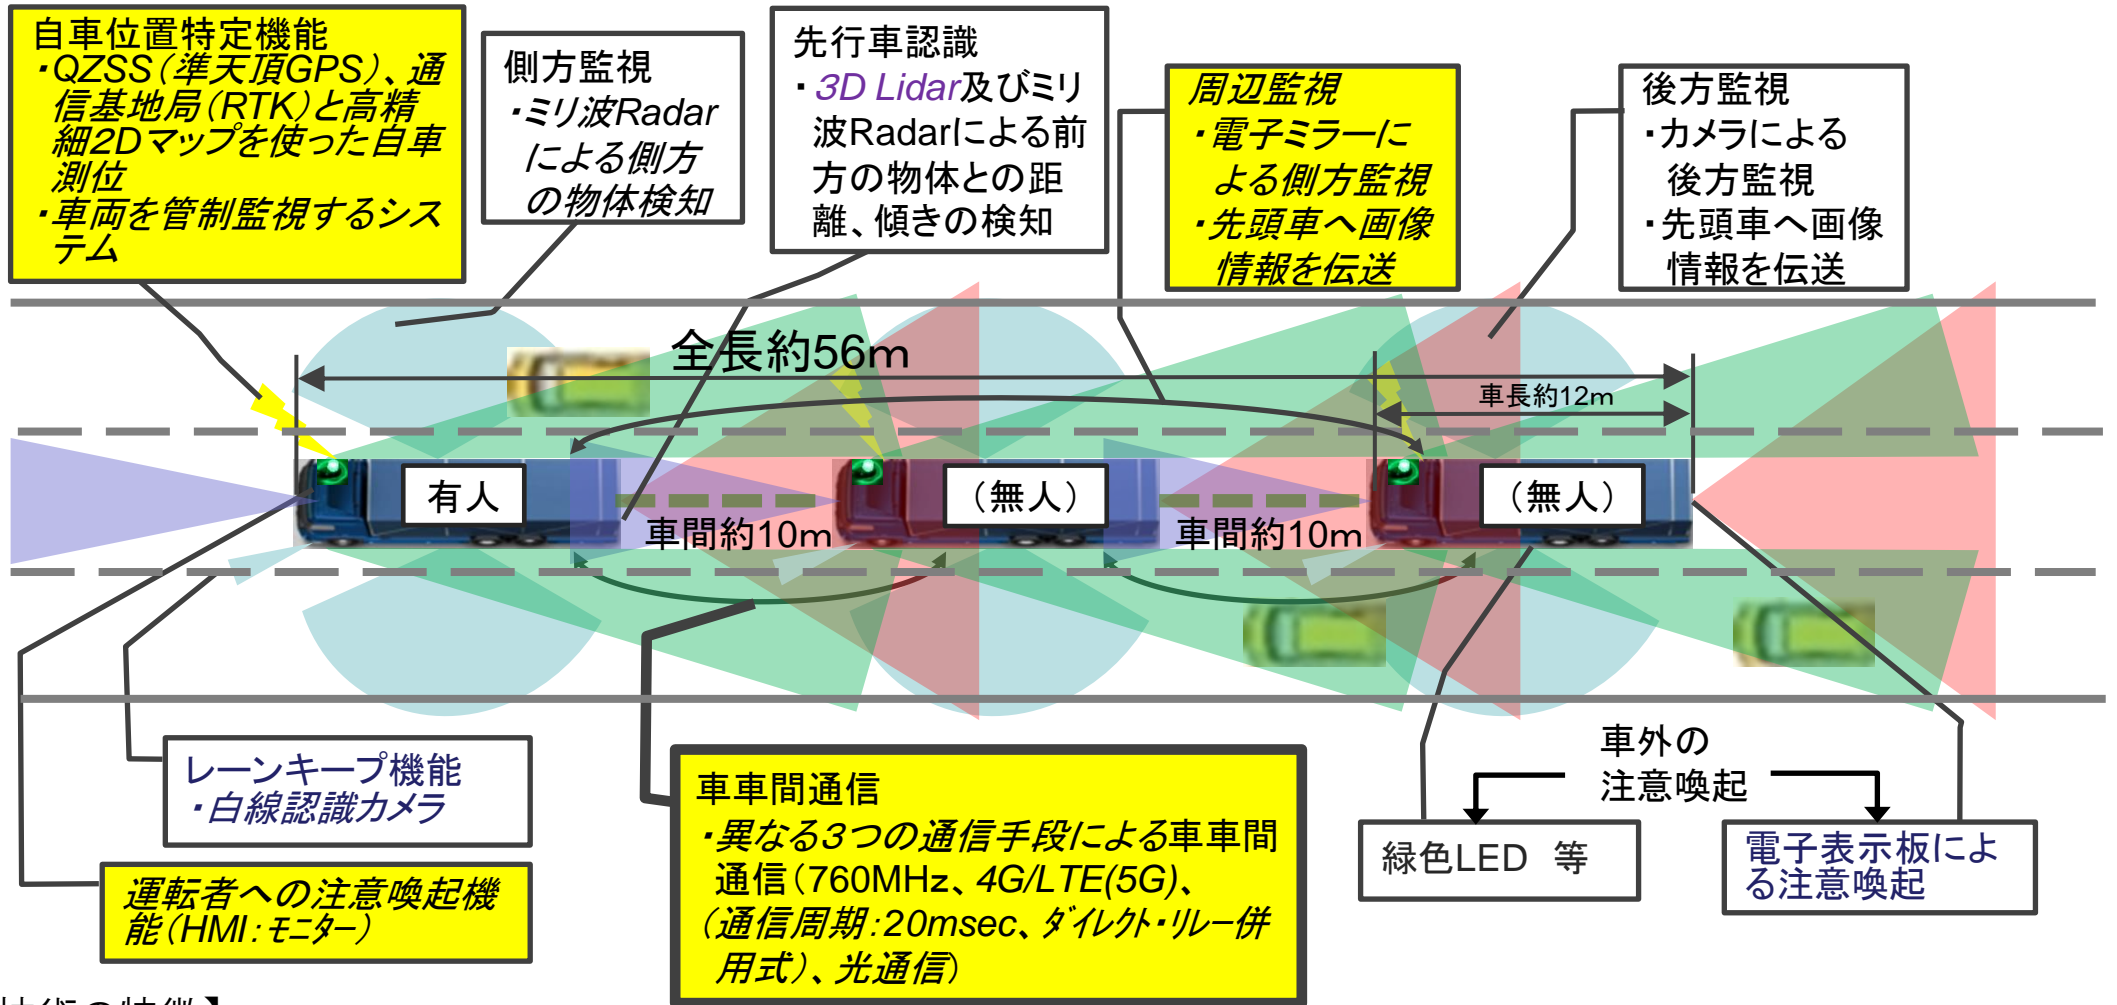 自車位置特定機能
・QZSS（準天頂GPS）、通
信基地局（RTK）と高精
細2Dマップを使った自車
測位
・車両を管制監視するシス
テム
側方監視
・ミリ波Radar
による側方
の物体検知
先行車認識
・3D Lidar及びミリ
波Radarによる前
方の物体との距
離、傾きの検知
周辺監視
・電子ミラーに
よる側方監視
・先頭車へ画像
情報を伝送
後方監視
・カメラによる
後方監視
・先頭車へ画像
情報を伝送
全長約56m
車長約12m
有人
（無人）
（無人）
車間約10m
車間約10m
レーンキープ機能
・白線認識カメラ
運転者への注意喚起機
能（HMI：ﾓﾆﾀｰ）
車車間通信
・異なる3つの通信手段による車車間
通信（760MHz、4G/LTE(5G)、
（通信周期：20msec、ﾀﾞｲﾚｸﾄ・ﾘﾚｰ併
用式）、光通信）
車外の
注意喚起
緑色LED 等
電子表示板によ
る注意喚起
技術の特徴】